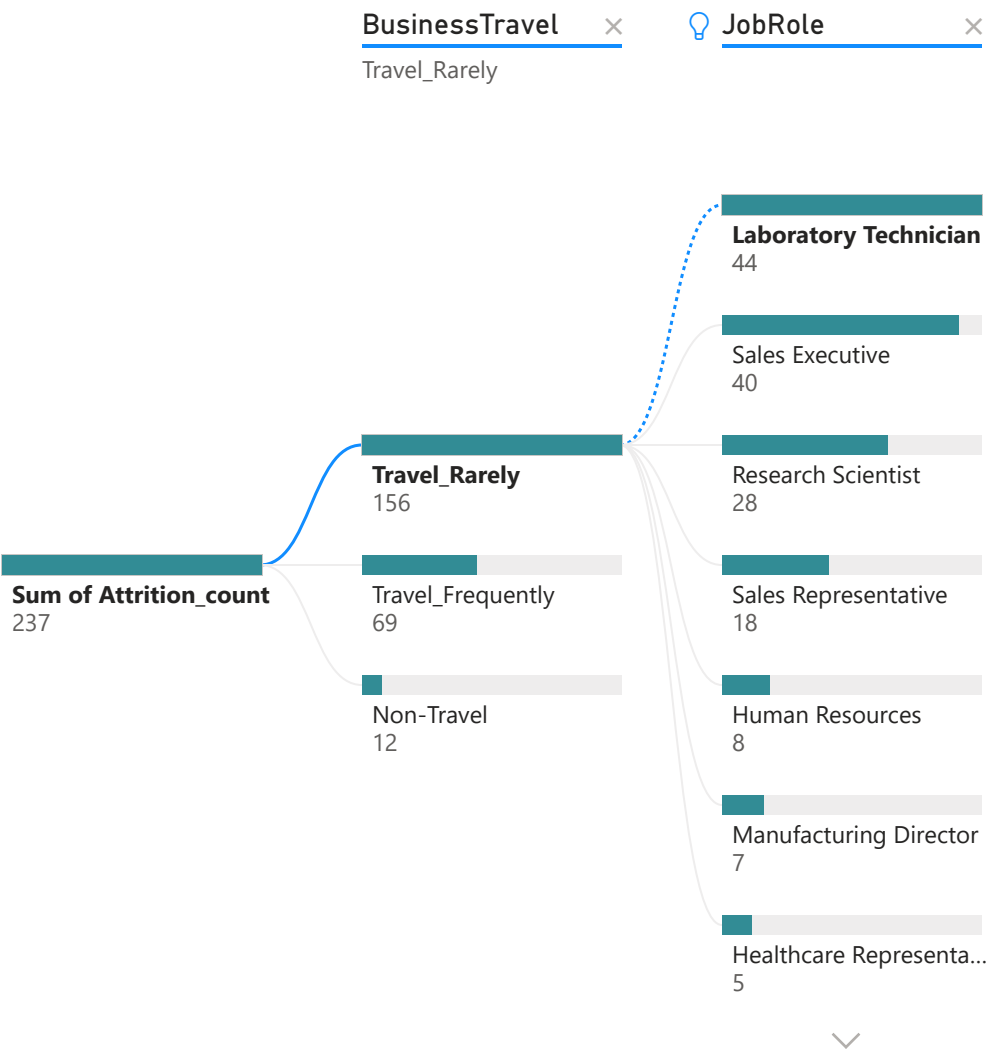 BusinessTravel
JobRole
Travel_Rarely
Laboratory Technician
44
Sales Executive
40
Travel_Rarely
156
Research Scientist
28
Sum of Attrition_count
237
Travel_Frequently
69
Sales Representative
18
Non-Travel
12
Human Resources
8
Manufacturing Director
7
Healthcare Representa...
5